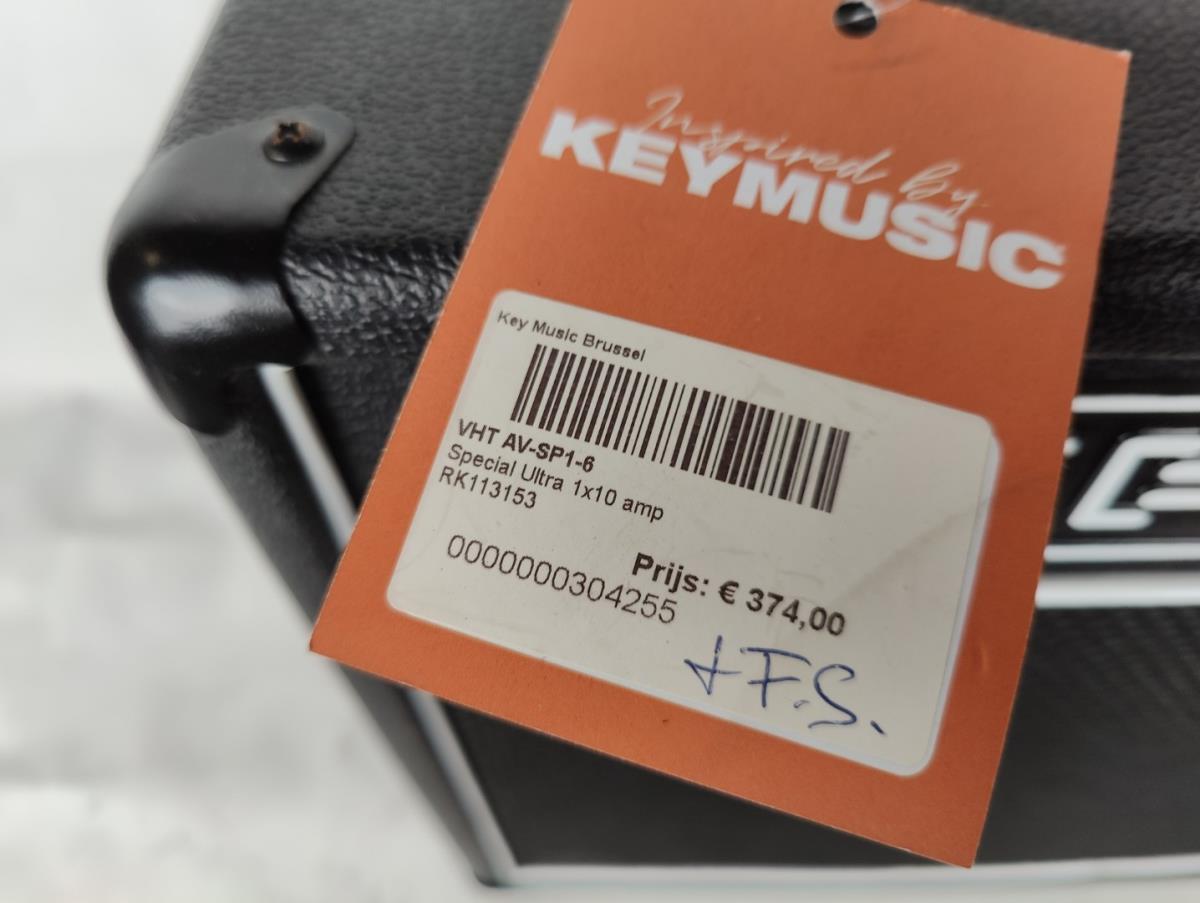 Inspired by
KEYMUSIC
Key Music Brussel
VHT AV-SP1-6
Special Ultra 1x10 amp
RK113153
Prijs: € 374,00
0000000304255
+ F.S.